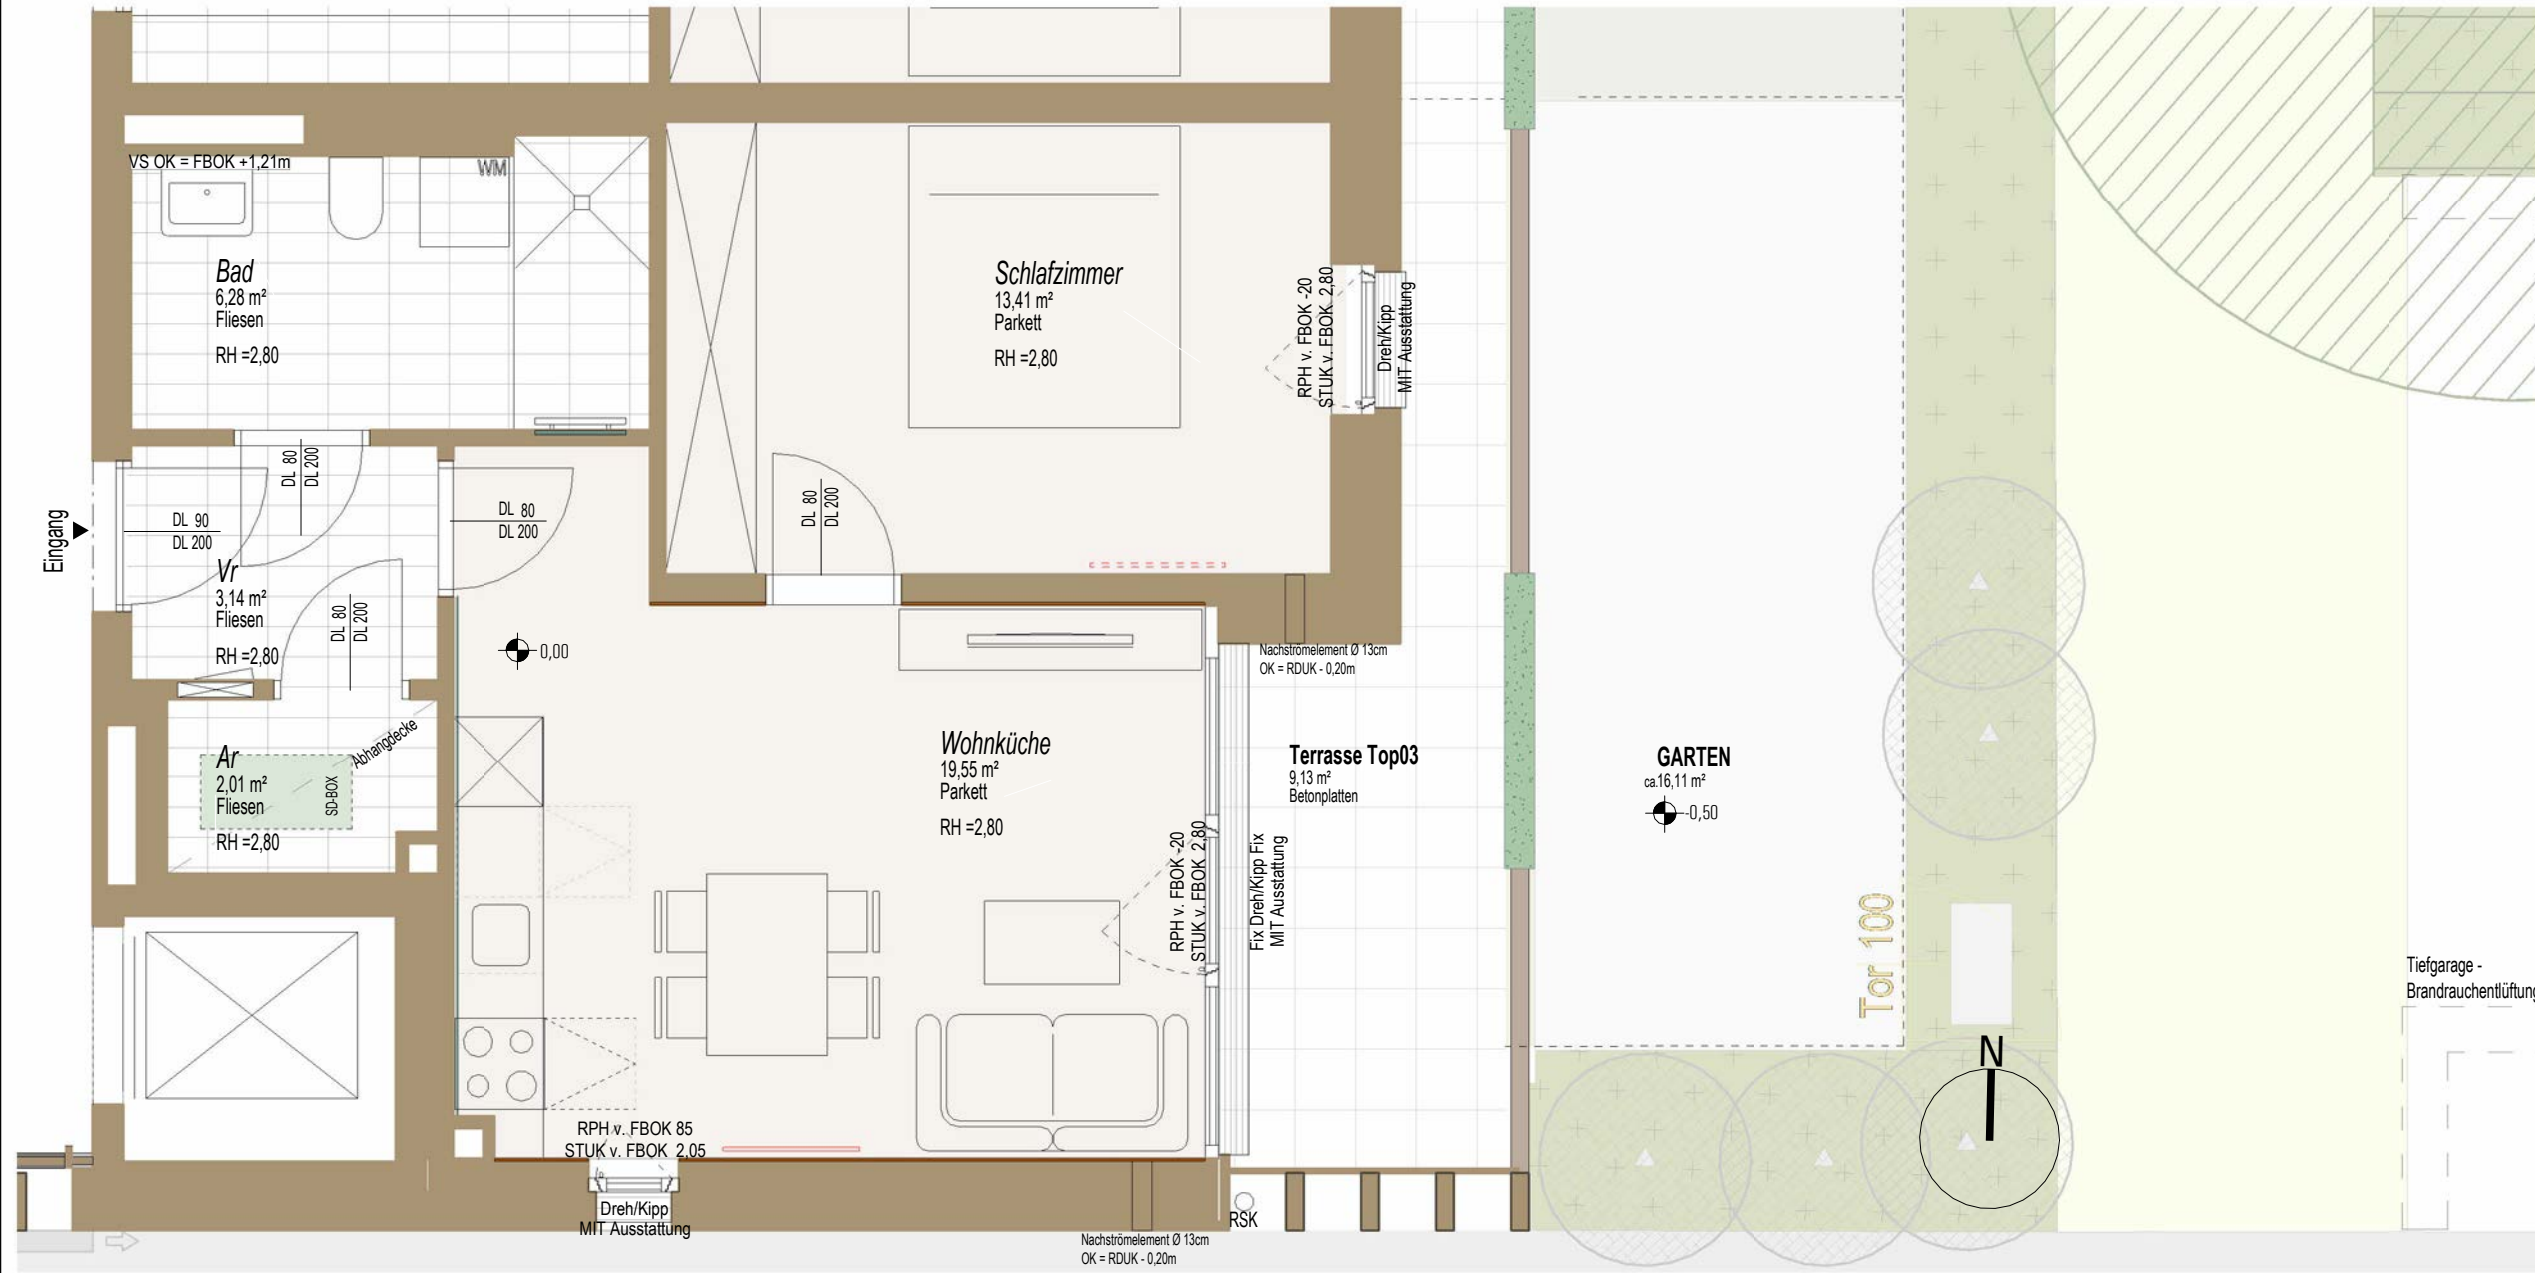 VS OK = FBOK +1,21m
WM
Bad
6,28 m²
Fliesen
RH =2,80
Schlafzimmer
13,41 m²
Parkett
RH =2,80
RPH v. FBOK -20
STUK v. FBOK 2,80
Dreh/Kipp
MIT Ausstattung
Eingang
DL 90
DL 200
DL 80
DL 200
DL 80
DL 200
DL 80
DL 200
Vr
3,14 m²
Fliesen
RH =2,80
DL 80
DL 200
-0,00
Nachströmelement Ø 13cm
OK = RDUK - 0,20m
Abhangdecke
Ar
2,01 m²
Fliesen
RH =2,80
SD-BOX
Wohnküche
19,55 m²
Parkett
RH =2,80
Terrasse Top03
9,13 m²
Betonplatten
GARTEN
ca.16,11 m²
-0,50
RPH v. FBOK -20
STUK v. FBOK 2,80
Fix Dreh/Kipp Fix
MIT Ausstattung
Tor 100
Tiefgarage -
Brandrauchentlüftung
N
RPH v. FBOK 85
STUK v. FBOK 2,05
Dreh/Kipp
MIT Ausstattung
RSK
Nachströmelement Ø 13cm
OK = RDUK - 0,20m